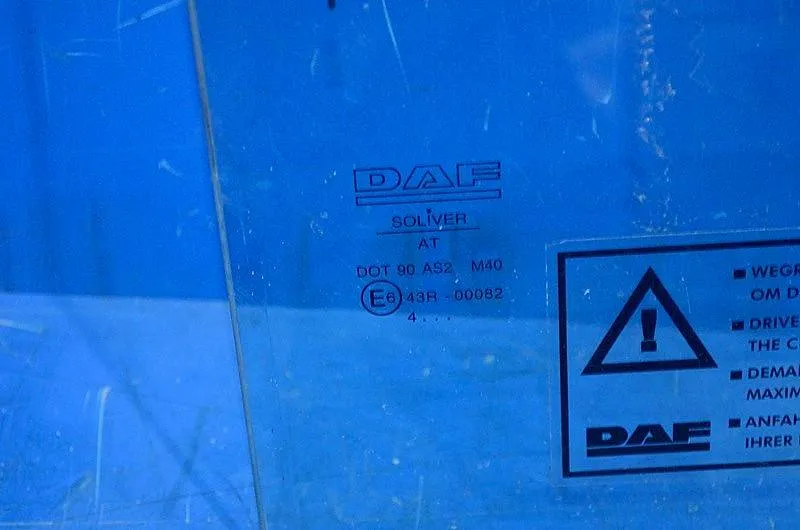 DAF
SOLiVER
AT
DOT 90 AS2 M40
E6 43R - 00082
4 . . .
! 
DAF
■ WEGR
OM D
■ DRIVE
THE C
■ DEMA
MAXIM
■ ANFAH
IHRER